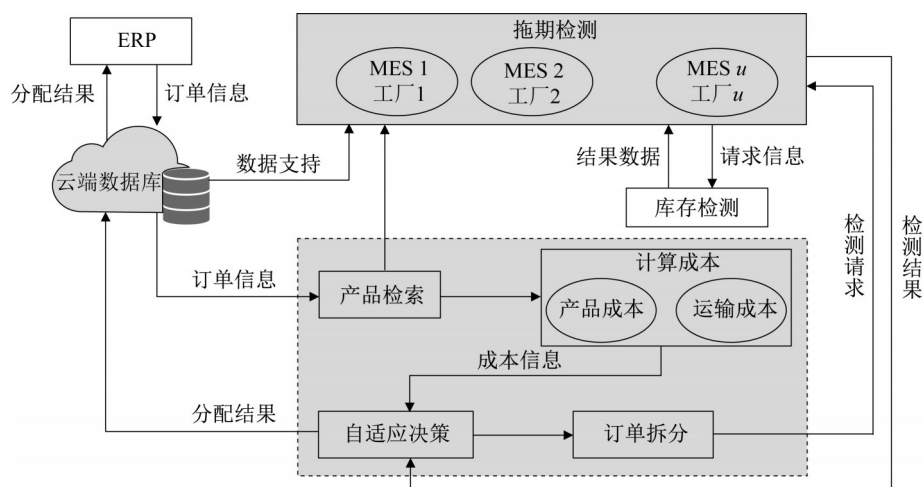 ERP
拖期检测
MES 1
工厂1
MES 2
工厂2
MES u
工厂u
分配结果
订单信息
云端数据库
数据支持
结果数据
请求信息
库存检测
检测请求
检测结果
订单信息
产品检索
计算成本
产品成本
运输成本
成本信息
分配结果
自适应决策
订单拆分